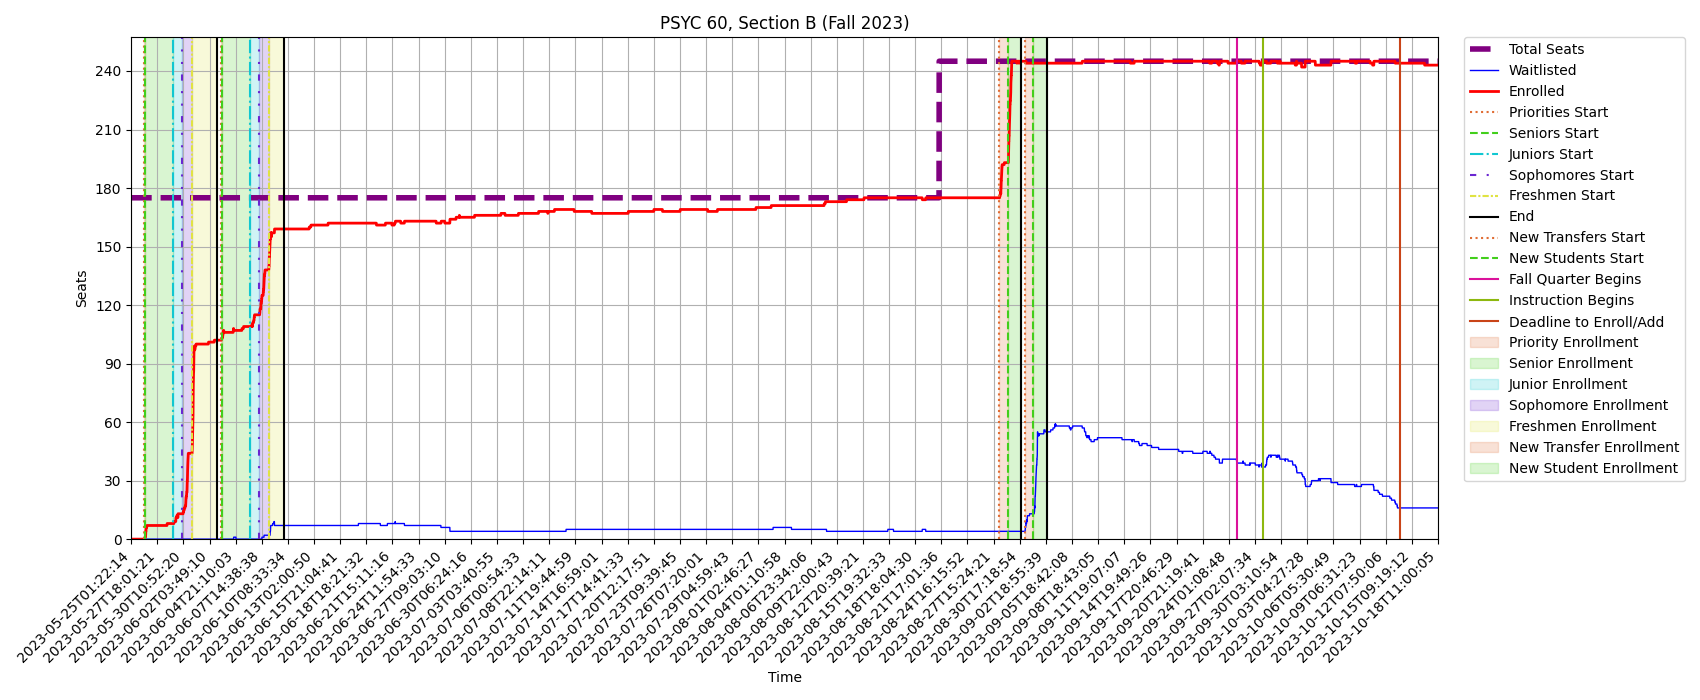 PSYC 60, Section B (Fall 2023)
Seats
240
210
180
150
120
90
60
30
0
2023-05-25T01:22:14
2023-05-27T18:01:21
2023-05-30T10:52:20
2023-06-02T03:49:10
2023-06-04T21:10:03
2023-06-07T14:38:38
2023-06-10T08:33:34
2023-06-13T02:00:50
2023-06-15T21:04:41
2023-06-18T18:21:32
2023-06-21T15:11:16
2023-06-24T11:54:33
2023-06-27T09:03:10
2023-06-30T06:24:16
2023-07-03T03:40:55
2023-07-06T00:54:33
2023-07-08T22:14:11
2023-07-11T19:44:59
2023-07-14T16:59:01
2023-07-17T14:41:33
2023-07-20T12:17:51
2023-07-23T09:39:45
2023-07-26T07:20:01
2023-07-29T04:59:43
2023-08-01T02:46:27
2023-08-04T01:10:58
2023-08-06T23:34:06
2023-08-09T22:00:43
2023-08-12T20:39:21
2023-08-15T19:32:33
2023-08-18T18:04:30
2023-08-21T17:01:36
2023-08-24T16:15:52
2023-08-27T15:24:21
2023-08-30T17:18:54
2023-09-02T18:55:39
2023-09-05T18:42:08
2023-09-08T18:43:05
2023-09-11T19:07:07
2023-09-14T19:49:26
2023-09-17T20:46:29
2023-09-20T21:19:41
2023-09-24T01:08:48
2023-09-27T02:07:34
2023-09-30T03:10:54
2023-10-03T04:27:28
2023-10-06T05:30:49
2023-10-09T06:31:23
2023-10-12T07:50:06
2023-10-15T09:19:12
2023-10-18T11:00:05
Time
Total Seats
Waitlisted
Enrolled
Priorities Start
Seniors Start
Juniors Start
Sophomores Start
Freshmen Start
End
New Transfers Start
New Students Start
Fall Quarter Begins
Instruction Begins
Deadline to Enroll/Add
Priority Enrollment
Senior Enrollment
Junior Enrollment
Sophomore Enrollment
Freshmen Enrollment
New Transfer Enrollment
New Student Enrollment